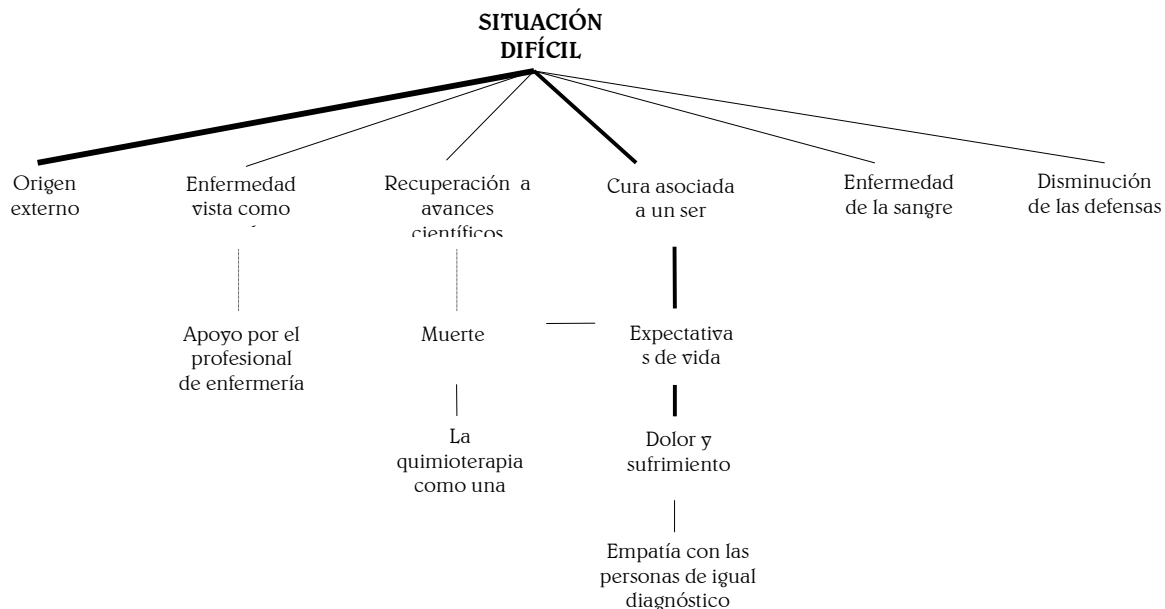 SITUACIÓN
DIFÍCIL
Origen
externo
Enfermedad
vista como
Recuperación a
avances
científicos
Cura asociada
a un ser
Enfermedad
de la sangre
Disminución
de las defensas
Apoyo por el
profesional
de enfermería
Muerte
Expectativa
s de vida
La
quimioterapia
como una
Dolor y
sufrimiento
Empatía con las
personas de igual
diagnóstico